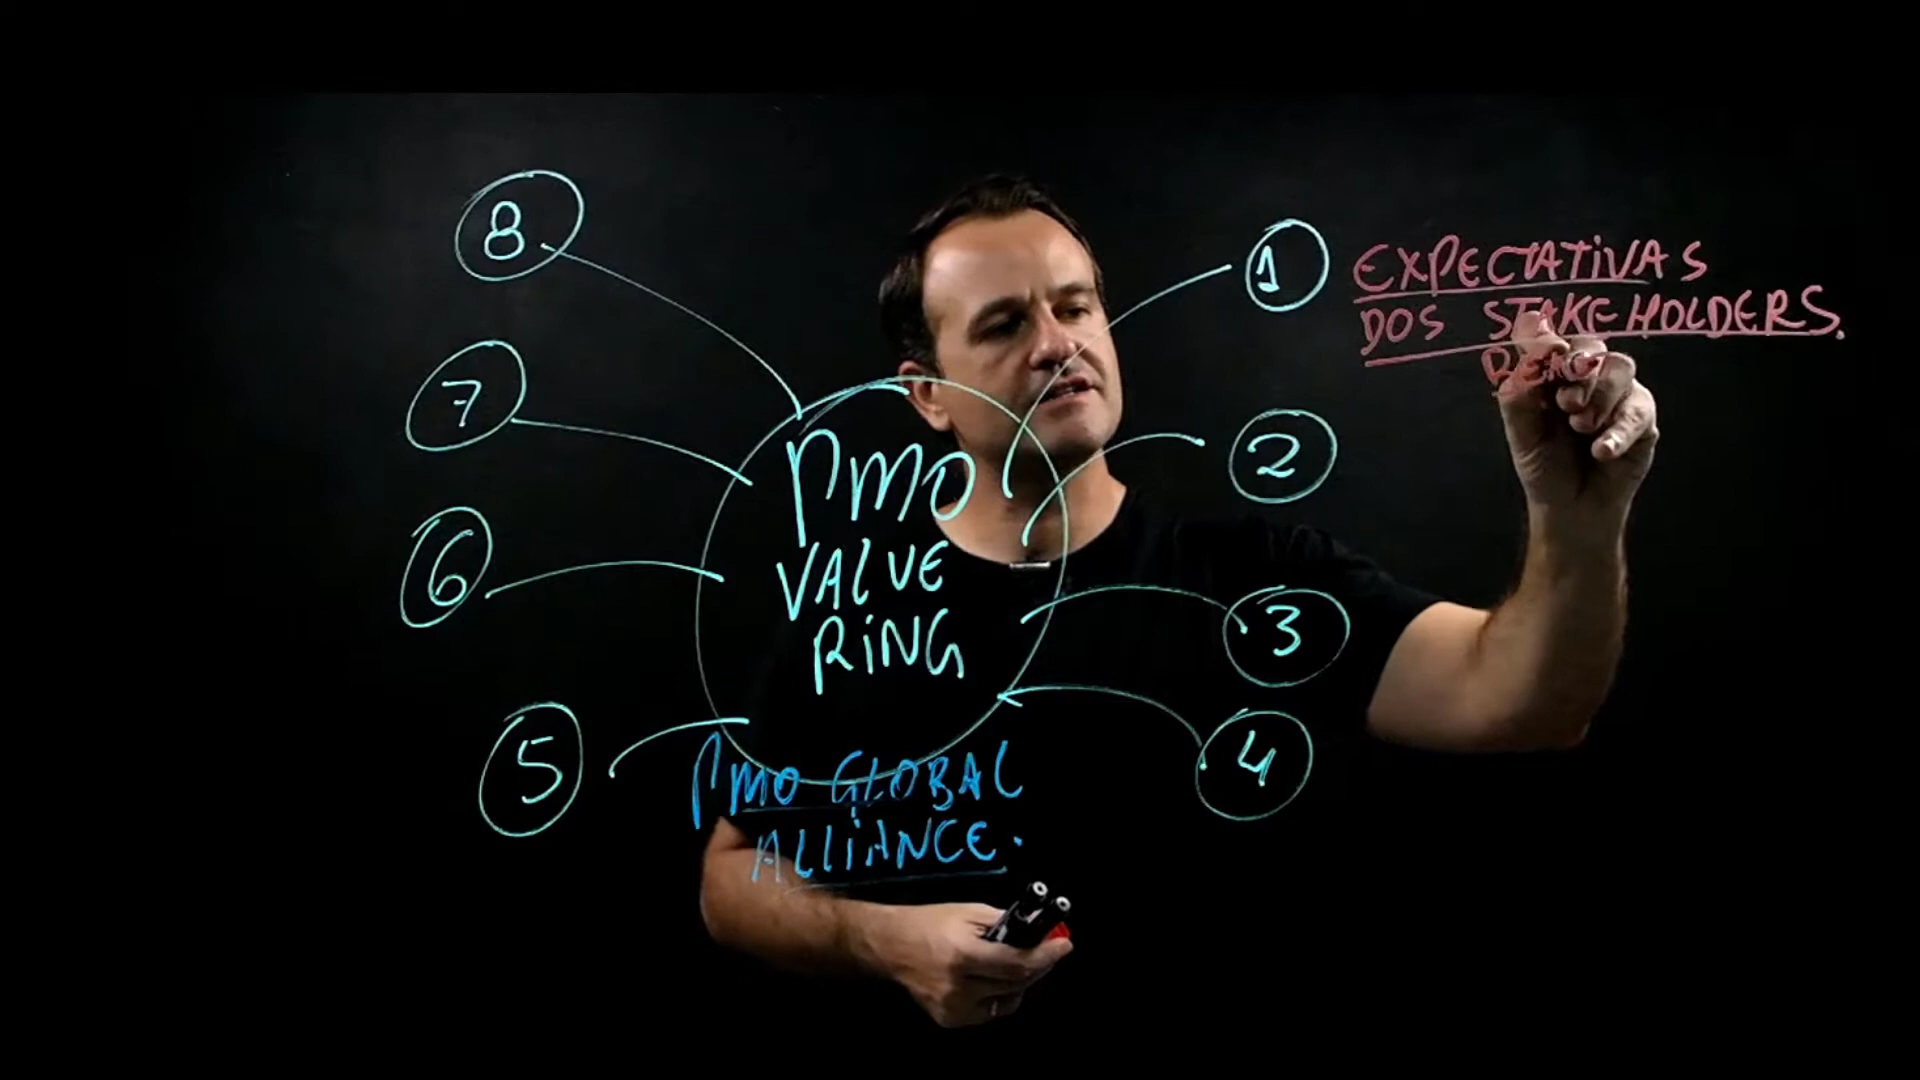 8
7
6
5
PMO
VALUE
RING
PMO GLOBAL
ALLIANCE.
1
EXPECTATIVAS
DOS STAKEHOLDERS.
2
3
4